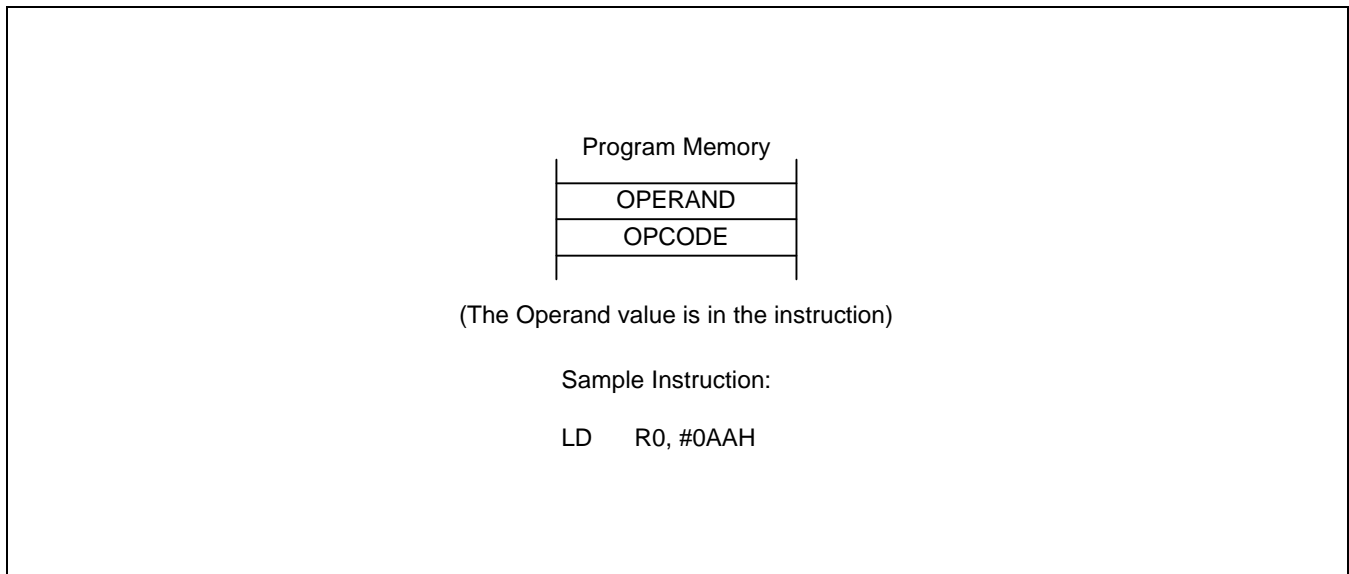 Program Memory
OPERAND
OPCODE
(The Operand value is in the instruction)
Sample Instruction:
LD R0, #0AAH